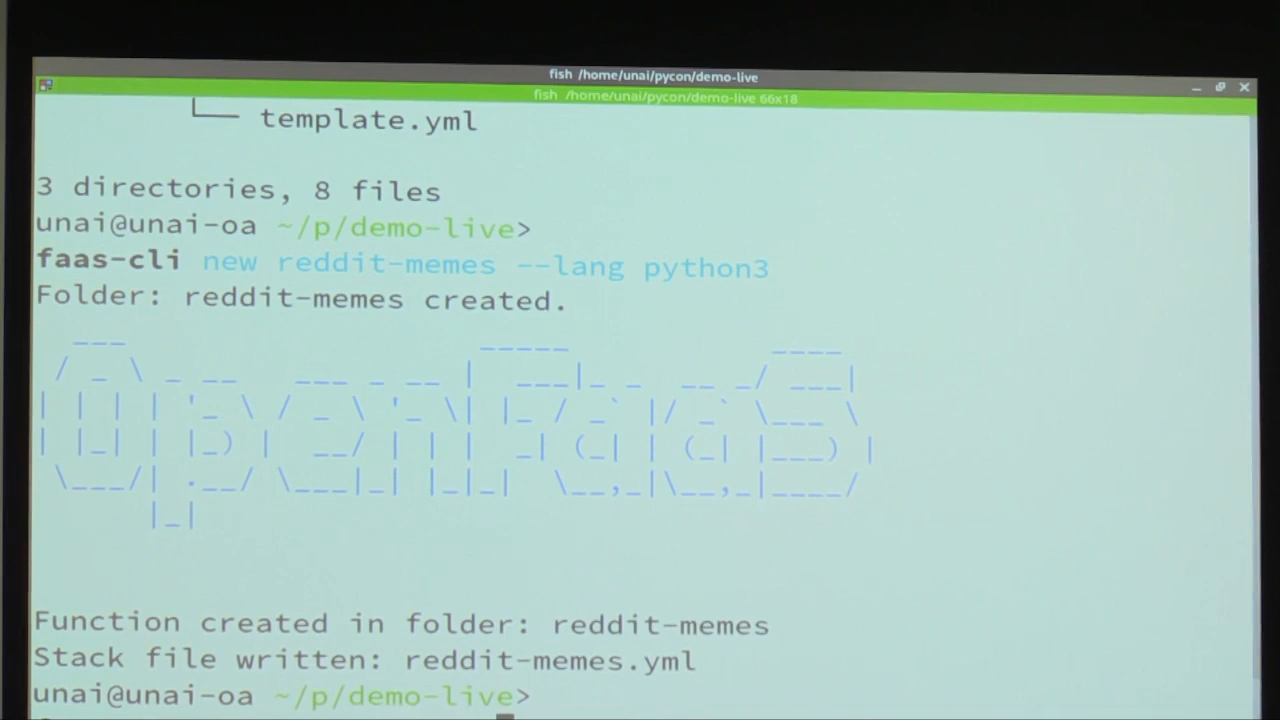 fish /home/unai/pycon/demo-live
fish /home/unai/pycon/demo-live 66x18
└── template.yml
3 directories, 8 files
unai@unai-oa ~/p/demo-live>
faas-cli new reddit-memes --lang python3
Folder: reddit-memes created.
OpenFaaS
Function created in folder: reddit-memes
Stack file written: reddit-memes.yml
unai@unai-oa ~/p/demo-live>